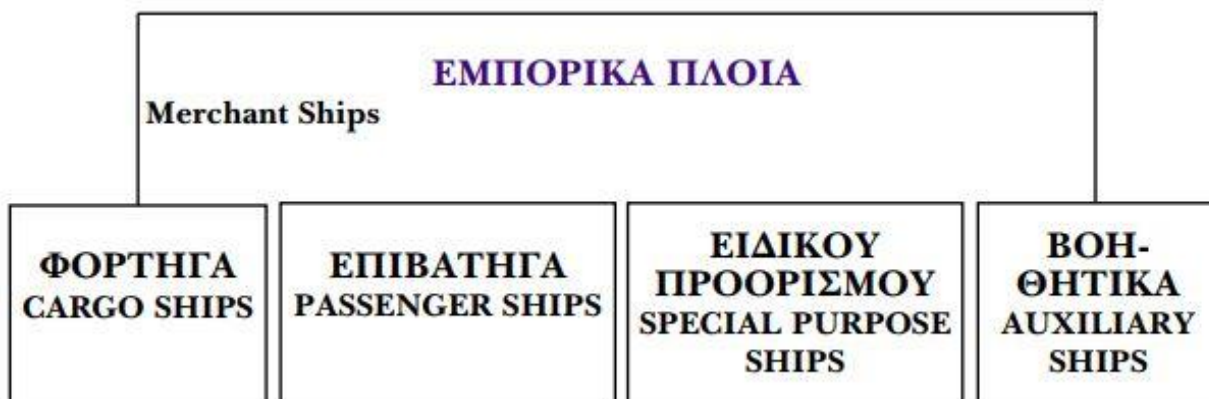 ΕΜΠΟΡΙΚΑ ΠΛΟΙΑ
Merchant Ships
ΦΟΡΤΗΓΑ
CARGO SHIPS
ΕΠΙΒΑΤΗΓΑ
PASSENGER SHIPS
ΕΙΔΙΚΟΥ
ΠΡΟΟΡΙΣΜΟΥ
SPECIAL PURPOSE
SHIPS
ΒΟΗ-
ΘΗΤΙΚΑ
AUXILIARY
SHIPS